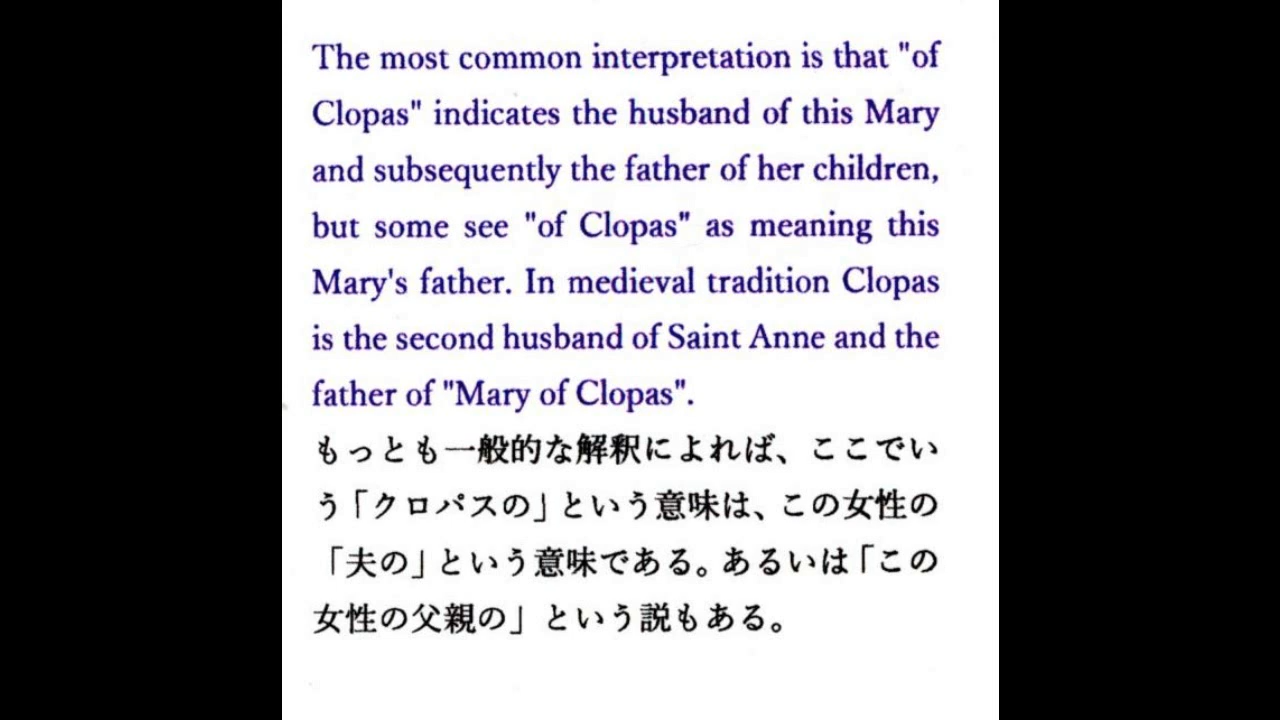 The most common interpretation is that "of
Clopas" indicates the husband of this Mary
and subsequently the father of her children,
but some see "of Clopas" as meaning this
Mary's father. In medieval tradition Clopas
is the second husband of Saint Anne and the
father of "Mary of Clopas".
もっとも一般的な解釈によれば、ここでい
う「クロパスの」という意味は、この女性の
「夫の」という意味である。あるいは「この
女性の父親の」という説もある。